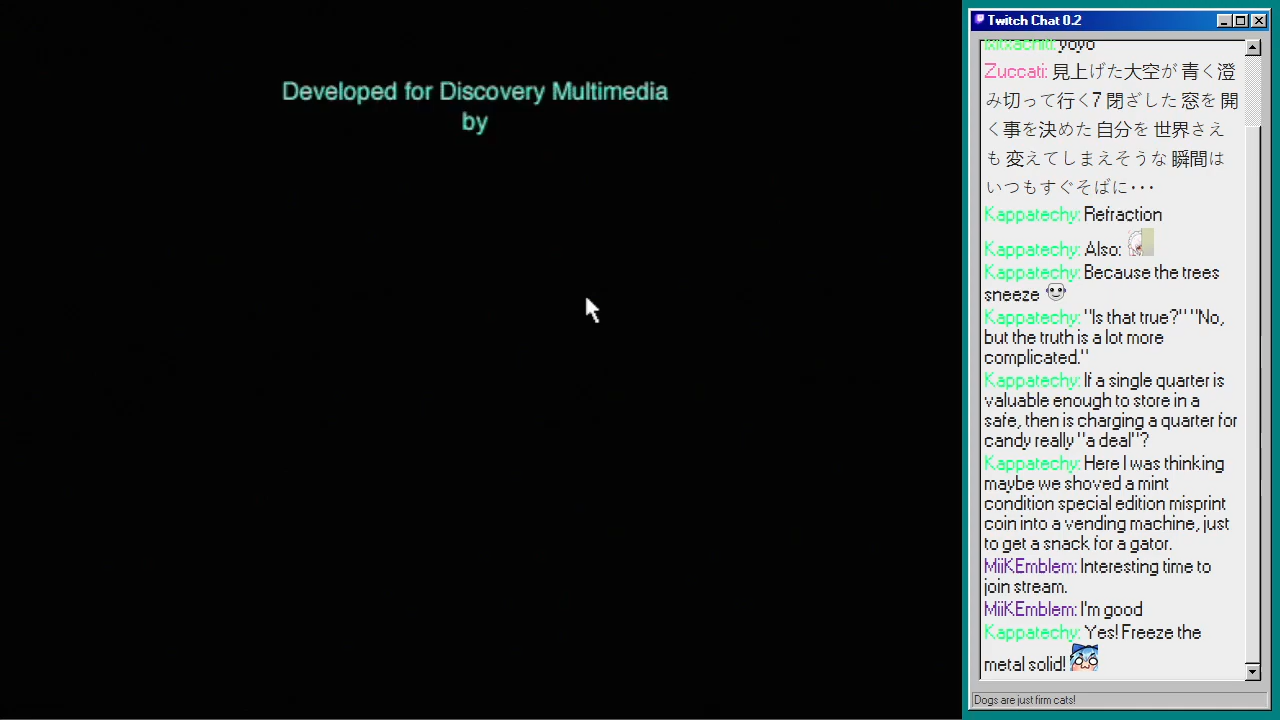 Developed for Discovery Multimedia
by
Twitch Chat 0.2
ixitxachitl: yoyo
Zuccati: 見上げた大空が 青く澄
み切って行く7 閉ざした 窓を 開
く事を決めた 自分を 世界さえ
も 変えてしまえそうな 瞬間は
いつもすぐそばに･･･
Kappatechy: Refraction
Kappatechy: Also:
Kappatechy: Because the trees
sneeze
Kappatechy: "Is that true?" "No,
but the truth is a lot more
complicated."
Kappatechy: If a single quarter is
valuable enough to store in a
safe, then is charging a quarter for
candy really "a deal"?
Kappatechy: Here I was thinking
maybe we shoved a mint
condition special edition misprint
coin into a vending machine, just
to get a snack for a gator.
MiiKEmblem: Interesting time to
join stream.
MiiKEmblem: I'm good
Kappatechy: Yes! Freeze the
metal solid!
Dogs are just firm cats!